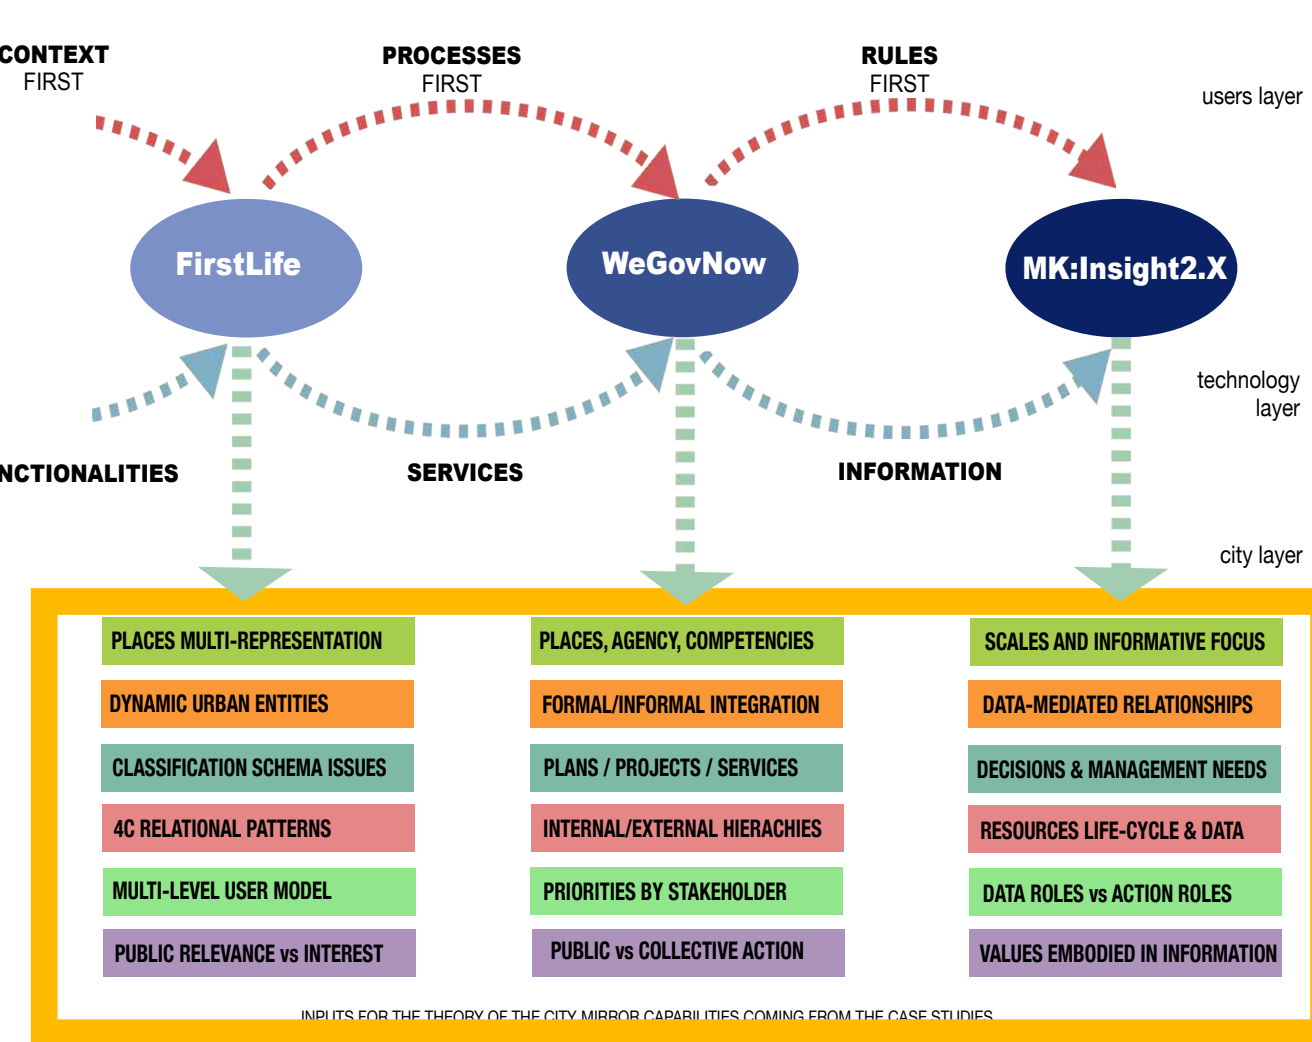 CONTEXT
FIRST
PROCESSES
FIRST
RULES
FIRST
users layer
FirstLife
WeGovNow
MK:Insight2.X
technology
layer
NCTIONALITIES
SERVICES
INFORMATION
city layer
PLACES MULTI-REPRESENTATION
PLACES, AGENCY, COMPETENCIES
SCALES AND INFORMATIVE FOCUS
DYNAMIC URBAN ENTITIES
FORMAL/INFORMAL INTEGRATION
DATA-MEDIATED RELATIONSHIPS
CLASSIFICATION SCHEMA ISSUES
PLANS / PROJECTS / SERVICES
DECISIONS & MANAGEMENT NEEDS
4C RELATIONAL PATTERNS
INTERNAL/EXTERNAL HIERACHIES
RESOURCES LIFE-CYCLE & DATA
MULTI-LEVEL USER MODEL
PRIORITIES BY STAKEHOLDER
DATA ROLES vs ACTION ROLES
PUBLIC RELEVANCE vs INTEREST
PUBLIC vs COLLECTIVE ACTION
VALUES EMBODIED IN INFORMATION
INPUTS FOR THE THEORY OF THE CITY MIRROR CAPABILITIES COMING FROM THE CASE STUDIES